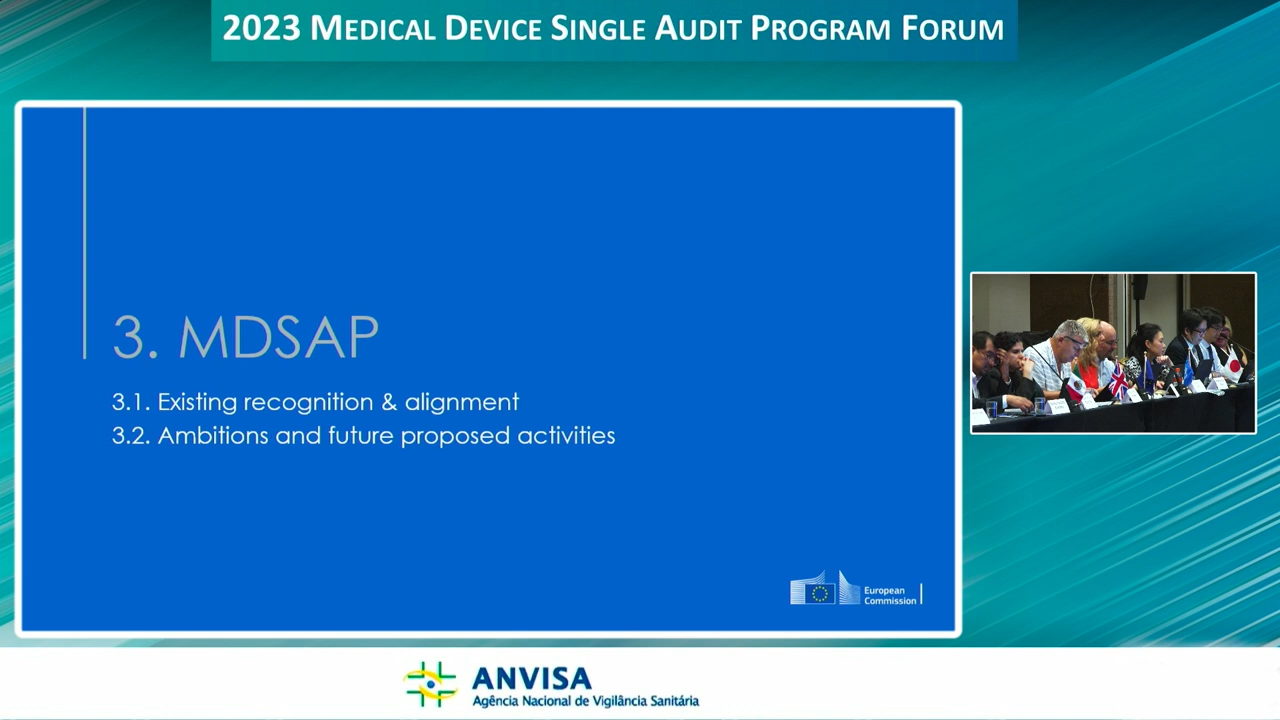 2023 MEDICAL DEVICE SINGLE AUDIT PROGRAM FORUM
3. MDSAP
3.1. Existing recognition & alignment
3.2. Ambitions and future proposed activities
European
Commission
ANVISA
Agência Nacional de Vigilância Sanitária